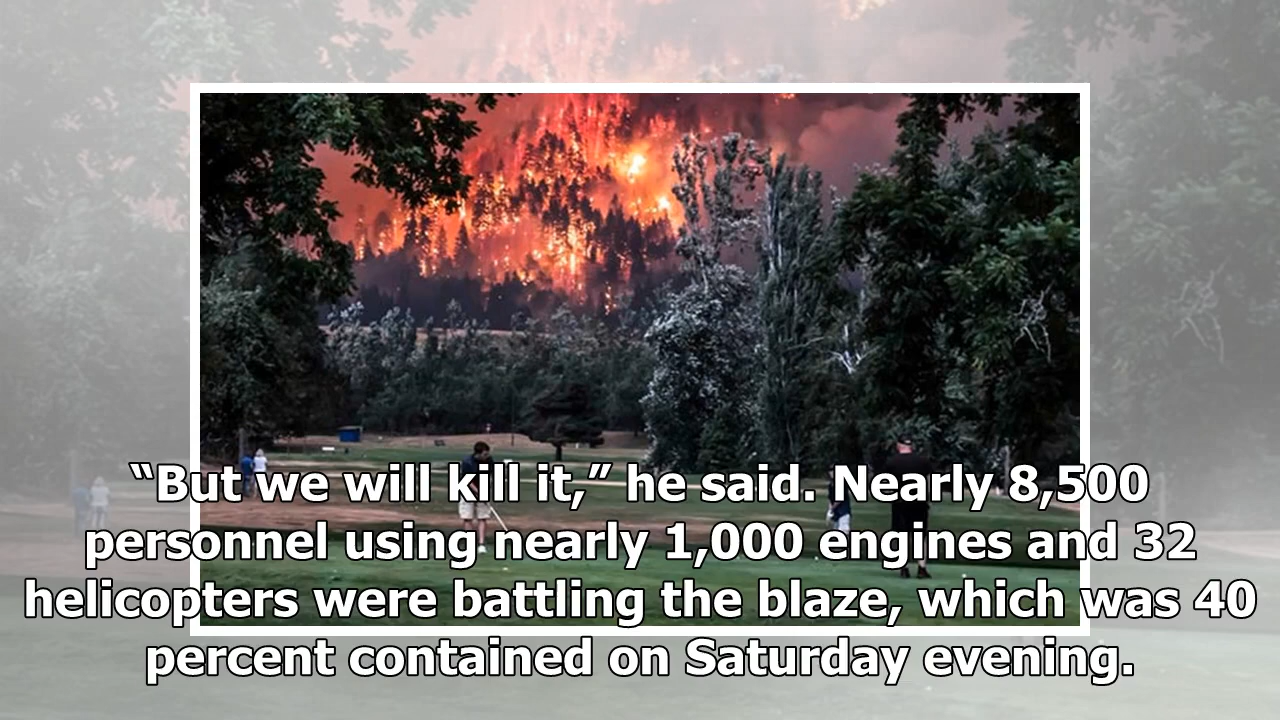 “But we will kill it,” he said. Nearly 8,500
personnel using nearly 1,000 engines and 32
helicopters were battling the blaze, which was 40
percent contained on Saturday evening.